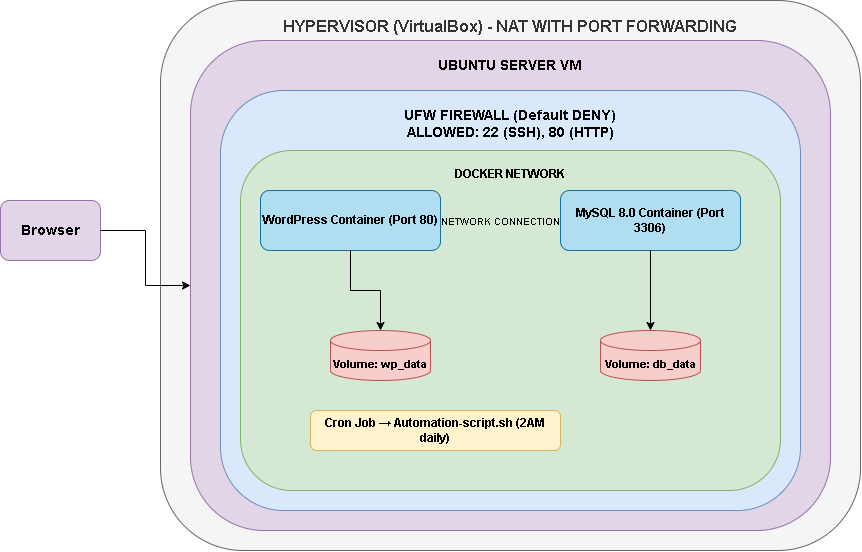 HYPERVISOR (VirtualBox) - NAT WITH PORT FORWARDING
UBUNTU SERVER VM
UFW FIREWALL (Default DENY)
ALLOWED: 22 (SSH), 80 (HTTP)
DOCKER NETWORK
WordPress Container (Port 80)
NETWORK CONNECTION
MySQL 8.0 Container (Port
3306)
Browser
Volume: wp_data
Volume: db_data
Cron Job → Automation-script.sh (2AM
daily)